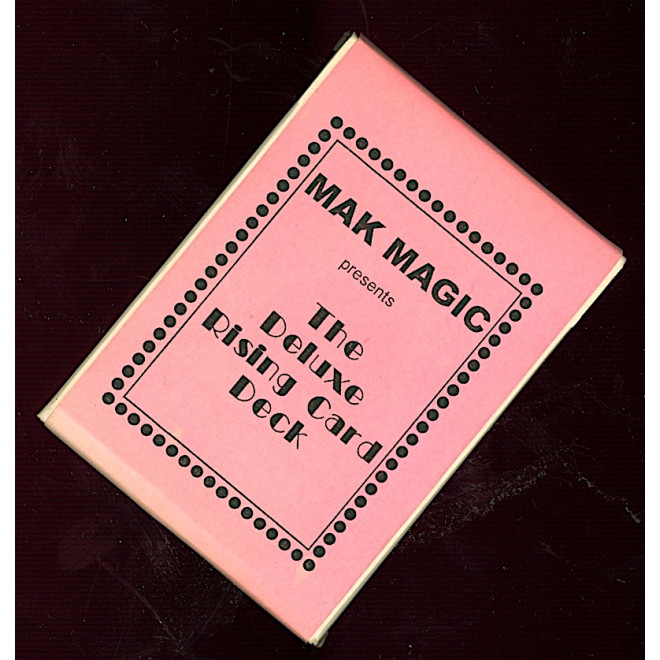 MAK MAGIC
presents
The
Deluxe
Rising Card
Deck